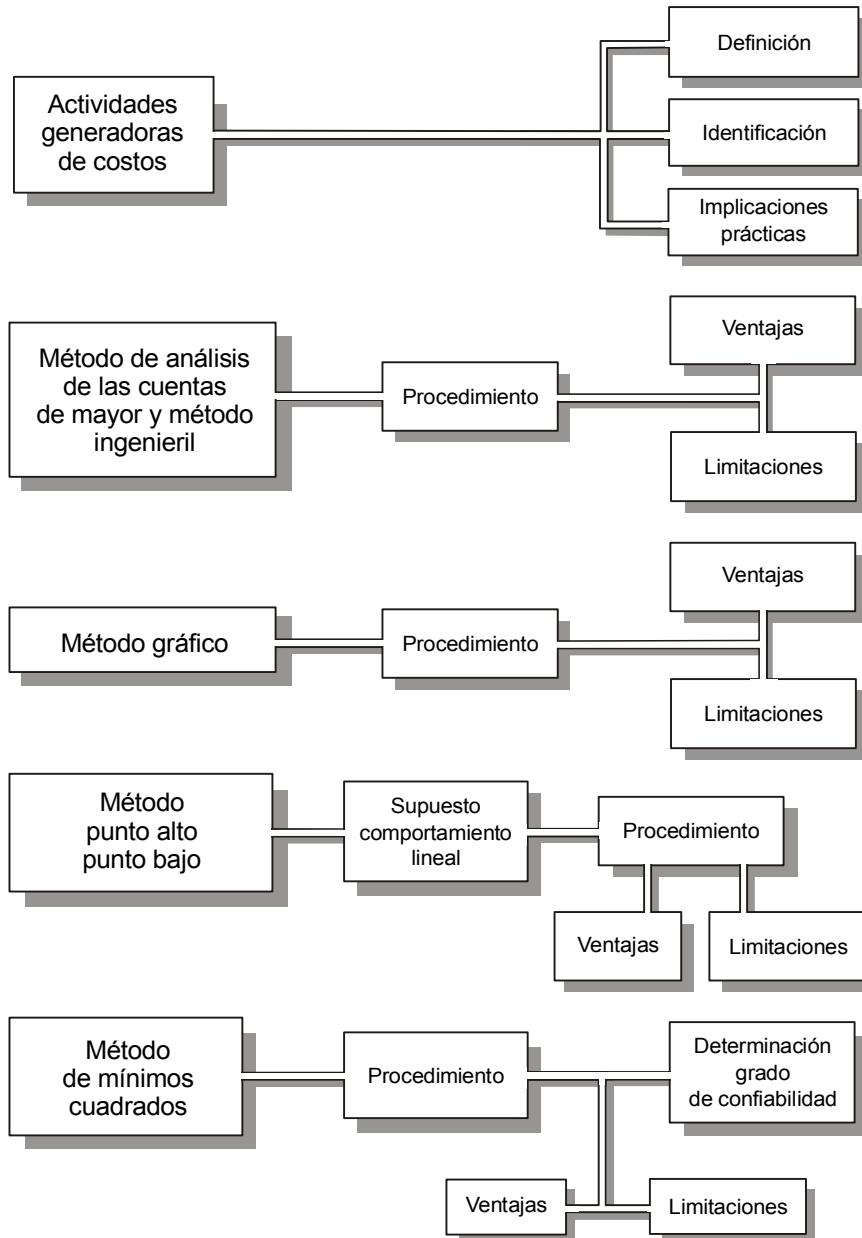 Definición
Actividades
generadoras
de costos
Identificación
Implicaciones
prácticas
Método de análisis
de las cuentas
de mayor y método
ingenieril
Procedimiento
Ventajas
Limitaciones
Método gráfico
Procedimiento
Ventajas
Limitaciones
Método
punto alto
punto bajo
Supuesto
comportamiento
lineal
Procedimiento
Ventajas
Limitaciones
Método
de mínimos
cuadrados
Procedimiento
Determinación
grado
de confiabilidad
Ventajas
Limitaciones